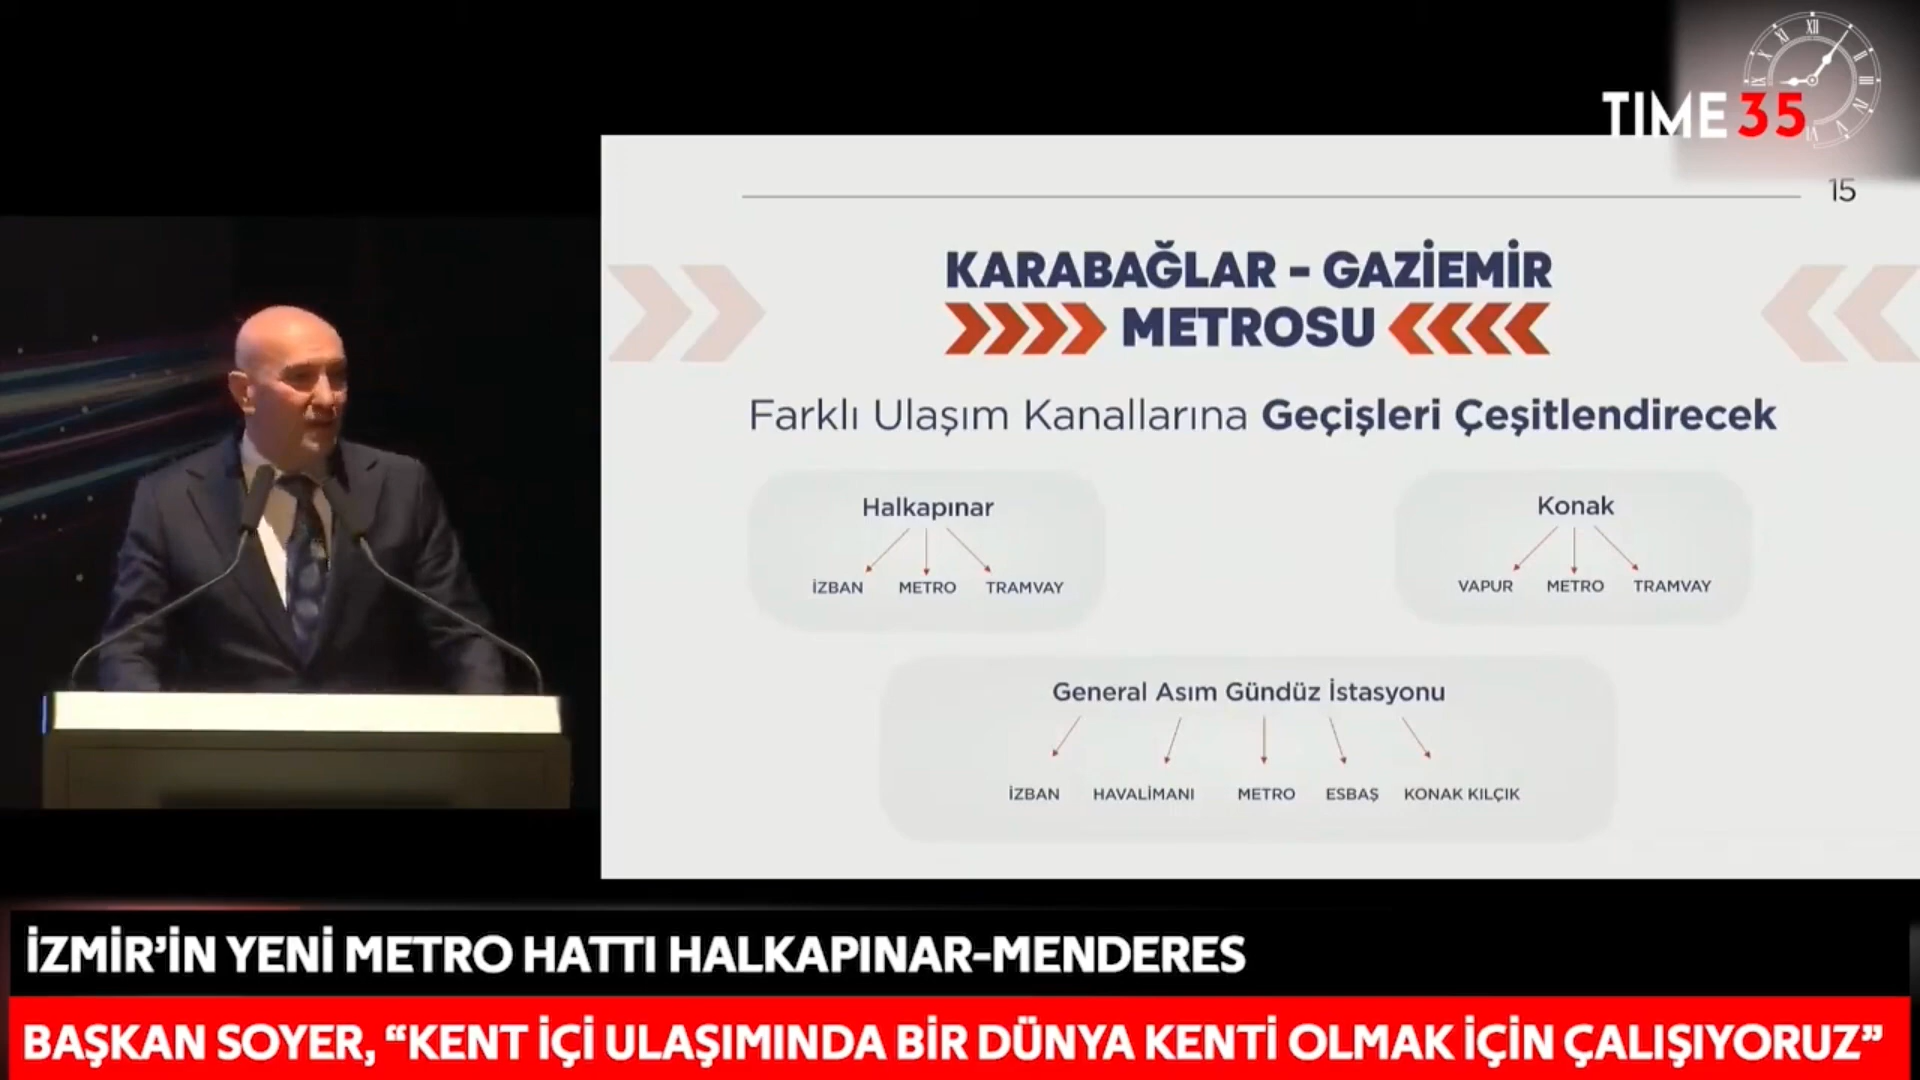 TIME 35
15
KARABAĞLAR - GAZİEMİR
METROSU
Farklı Ulaşım Kanallarına Geçişleri Çeşitlendirecek
Halkapınar
İZBAN METRO TRAMVAY
Konak
VAPUR METRO TRAMVAY
General Asım Gündüz İstasyonu
İZBAN HAVALİMANI METRO ESBAŞ KONAK KILÇIK
İZMİR’İN YENİ METRO HATTI HALKAPINAR-MENDERES
BAŞKAN SOYER, “KENT İÇİ ULAŞIMINDA BİR DÜNYA KENTİ OLMAK İÇİN ÇALIŞIYORUZ”